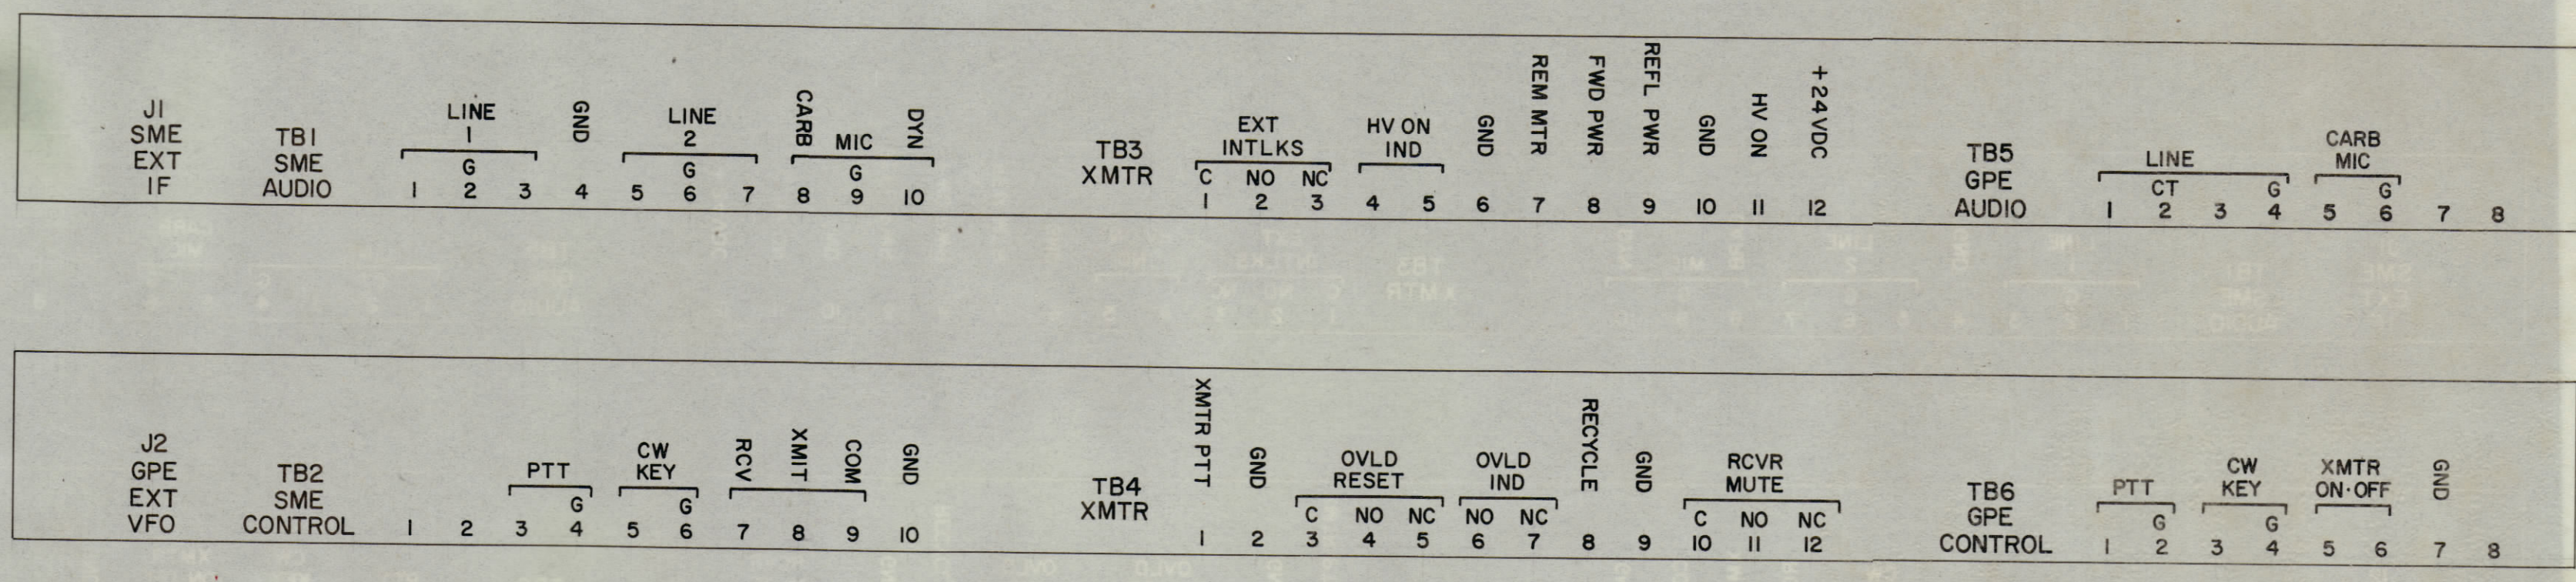 J1
SME
EXT
IF
TB1
SME
AUDIO
LINE
1
G
1 2 3
GND
4
LINE
2
G
5 6 7
CARB MIC DYN
G
8 9 10
TB3
XMTR
EXT
INTLKS
C NO NC
1 2 3
HV ON
IND
4 5
GND
6
REM MTR
7
FWD PWR
8
REFL PWR
9
GND
10
HV ON
11
+24VDC
12
TB5
GPE
AUDIO
LINE
CT G
1 2 3 4
CARB
MIC
G
5 6 7 8
J2
GPE
EXT
VFO
TB2
SME
CONTROL
1 2
PTT
G
3 4
CW
KEY
G
5 6
RCV XMIT COM
7 8 9
GND
10
TB4
XMTR
XMTR PTT
1
GND
2
OVLD
RESET
C NO NC
3 4 5
OVLD
IND
NO NC
6 7
RECYCLE
8
GND
9
RCVR
MUTE
C NO NC
10 11 12
TB6
GPE
CONTROL
PTT
G
1 2
CW
KEY
G
3 4
XMTR
ON·OFF
5 6
GND
7 8